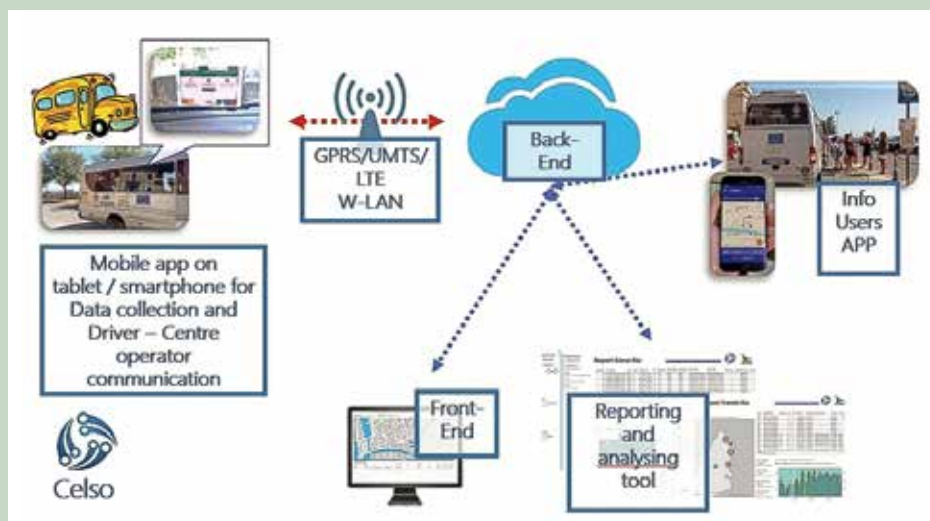 GPRS/UMTS/
LTE
W-LAN
Back-
End
Info
Users
APP
Mobile app on
tablet / smartphone for
Data collection and
Driver – Centre
operator
communication
Front-
End
Reporting
and
analysing
tool
Celso